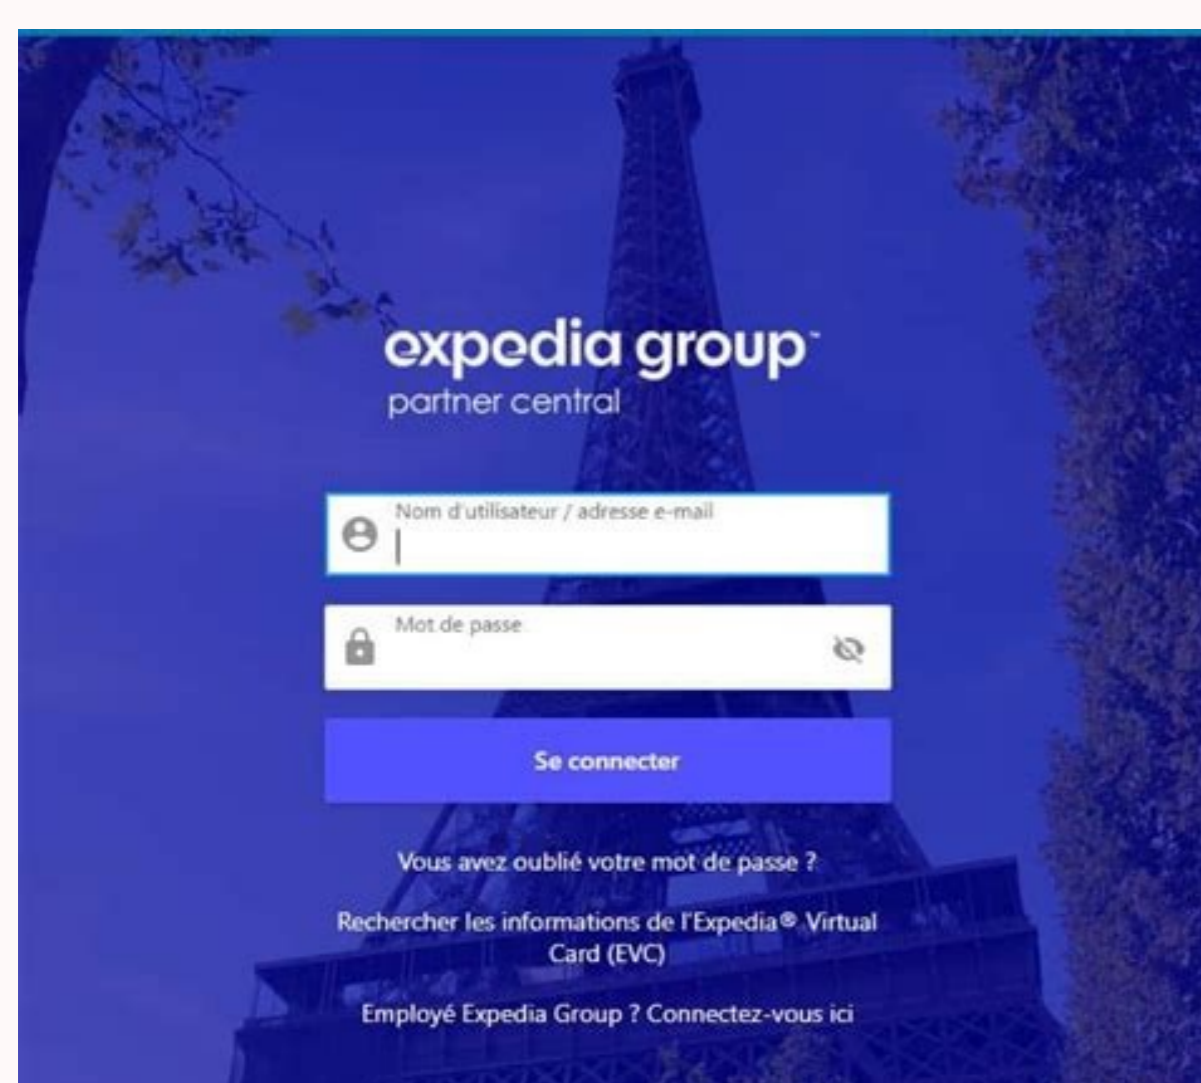 expedia group™
partner central
Nom d'utilisateur / adresse e-mail
Mot de passe
Se connecter
Vous avez oublié votre mot de passe ?
Rechercher les informations de l'Expedia® Virtual
Card (EVC)
Employé Expedia Group ? Connectez-vous ici